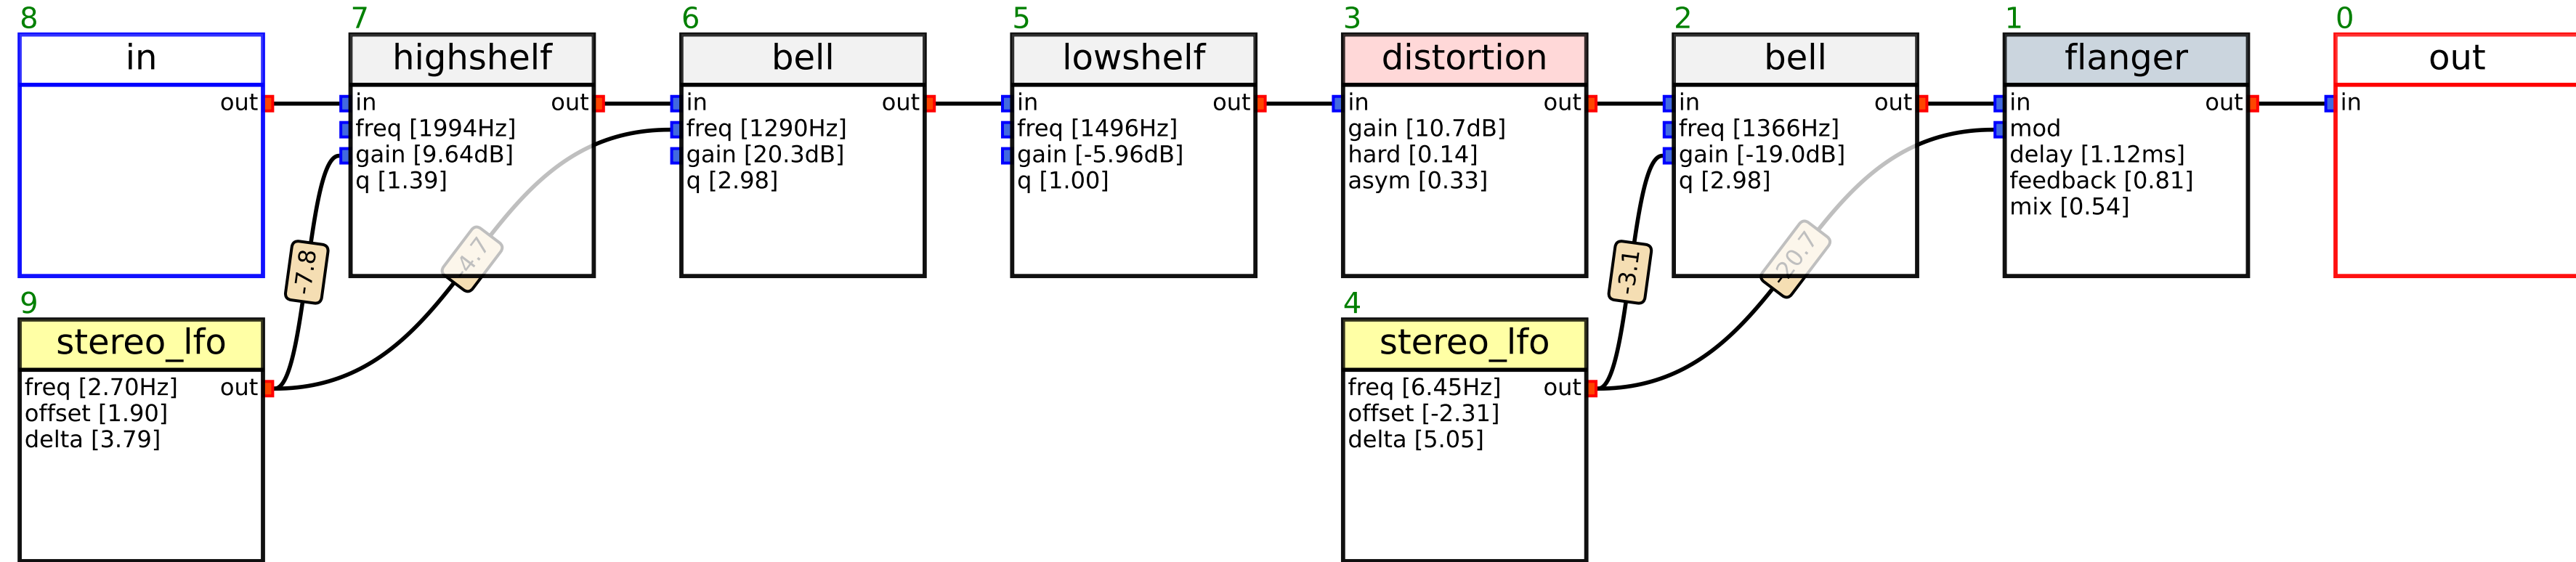 8
in
out
7
highshelf
in out
freq [1994Hz]
gain [9.64dB]
q [1.39]
6
bell
in out
freq [1290Hz]
gain [20.3dB]
q [2.98]
5
lowshelf
in out
freq [1496Hz]
gain [-5.96dB]
q [1.00]
3
distortion
in out
gain [10.7dB]
hard [0.14]
asym [0.33]
2
bell
in out
freq [1366Hz]
gain [-19.0dB]
q [2.98]
1
flanger
in out
mod
delay [1.12ms]
feedback [0.81]
mix [0.54]
0
out
in
-7.8
-4.7
-3.1
-20.7
9
stereo_lfo
freq [2.70Hz] out
offset [1.90]
delta [3.79]
4
stereo_lfo
freq [6.45Hz] out
offset [-2.31]
delta [5.05]